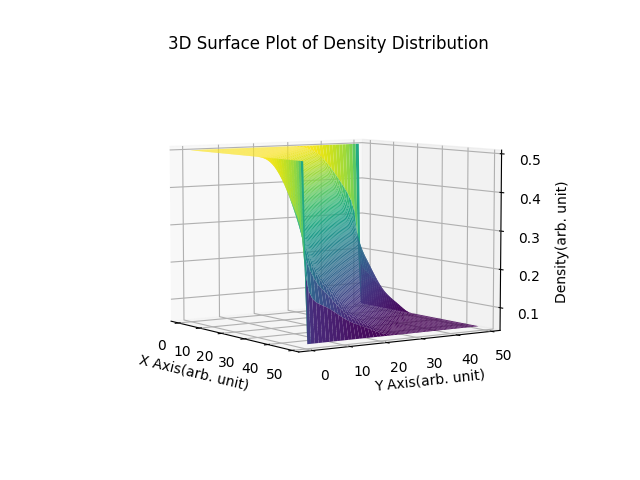 3D Surface Plot of Density Distribution
0.5
0.4
0.3
0.2
0.1
Density(arb. unit)
0 10 20 30 40 50
X Axis(arb. unit)
0 10 20 30 40 50
Y Axis(arb. unit)